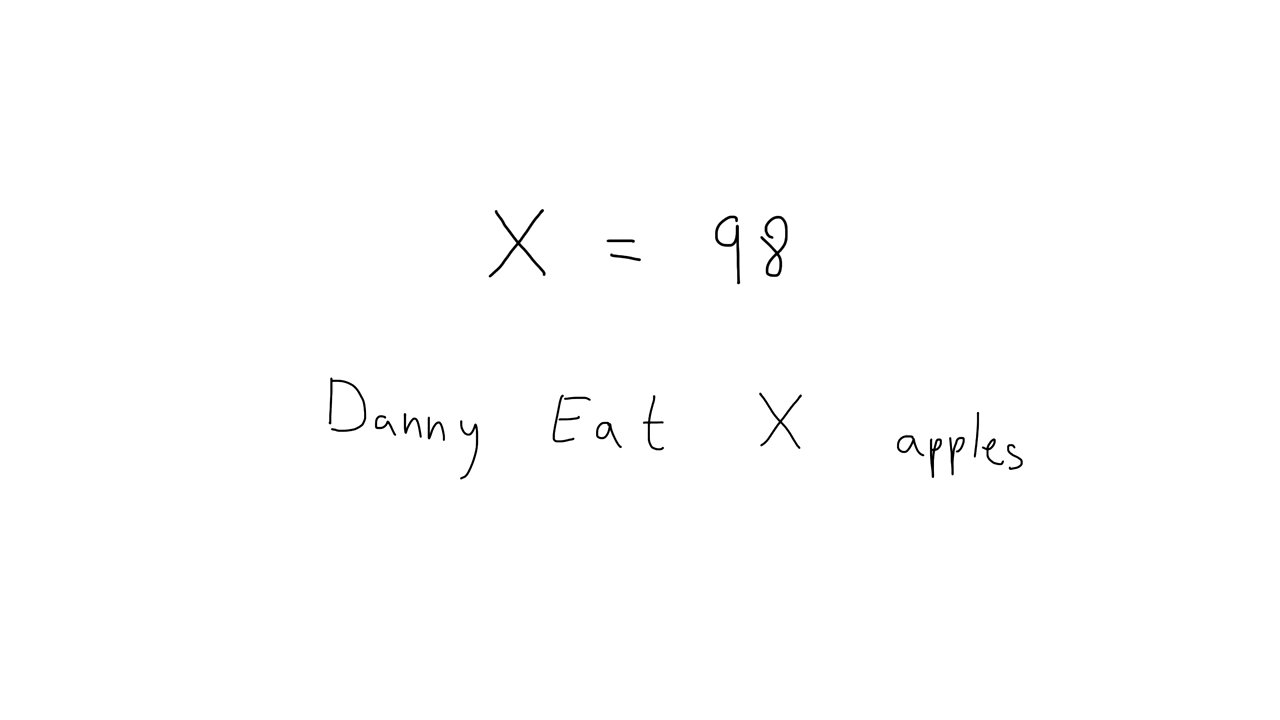 X = 98
Danny Eat X apples